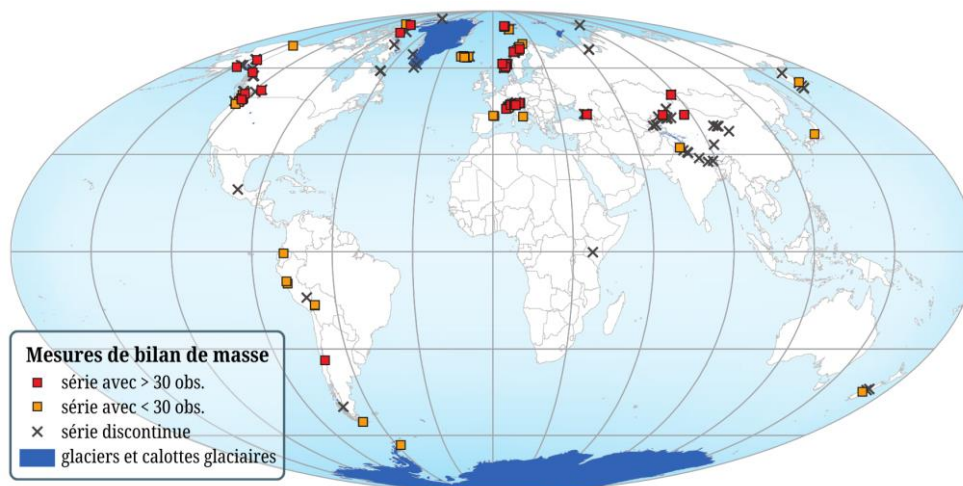 Mesures de bilan de masse
série avec > 30 obs.
série avec < 30 obs.
série discontinue
glaciers et calottes glaciaires